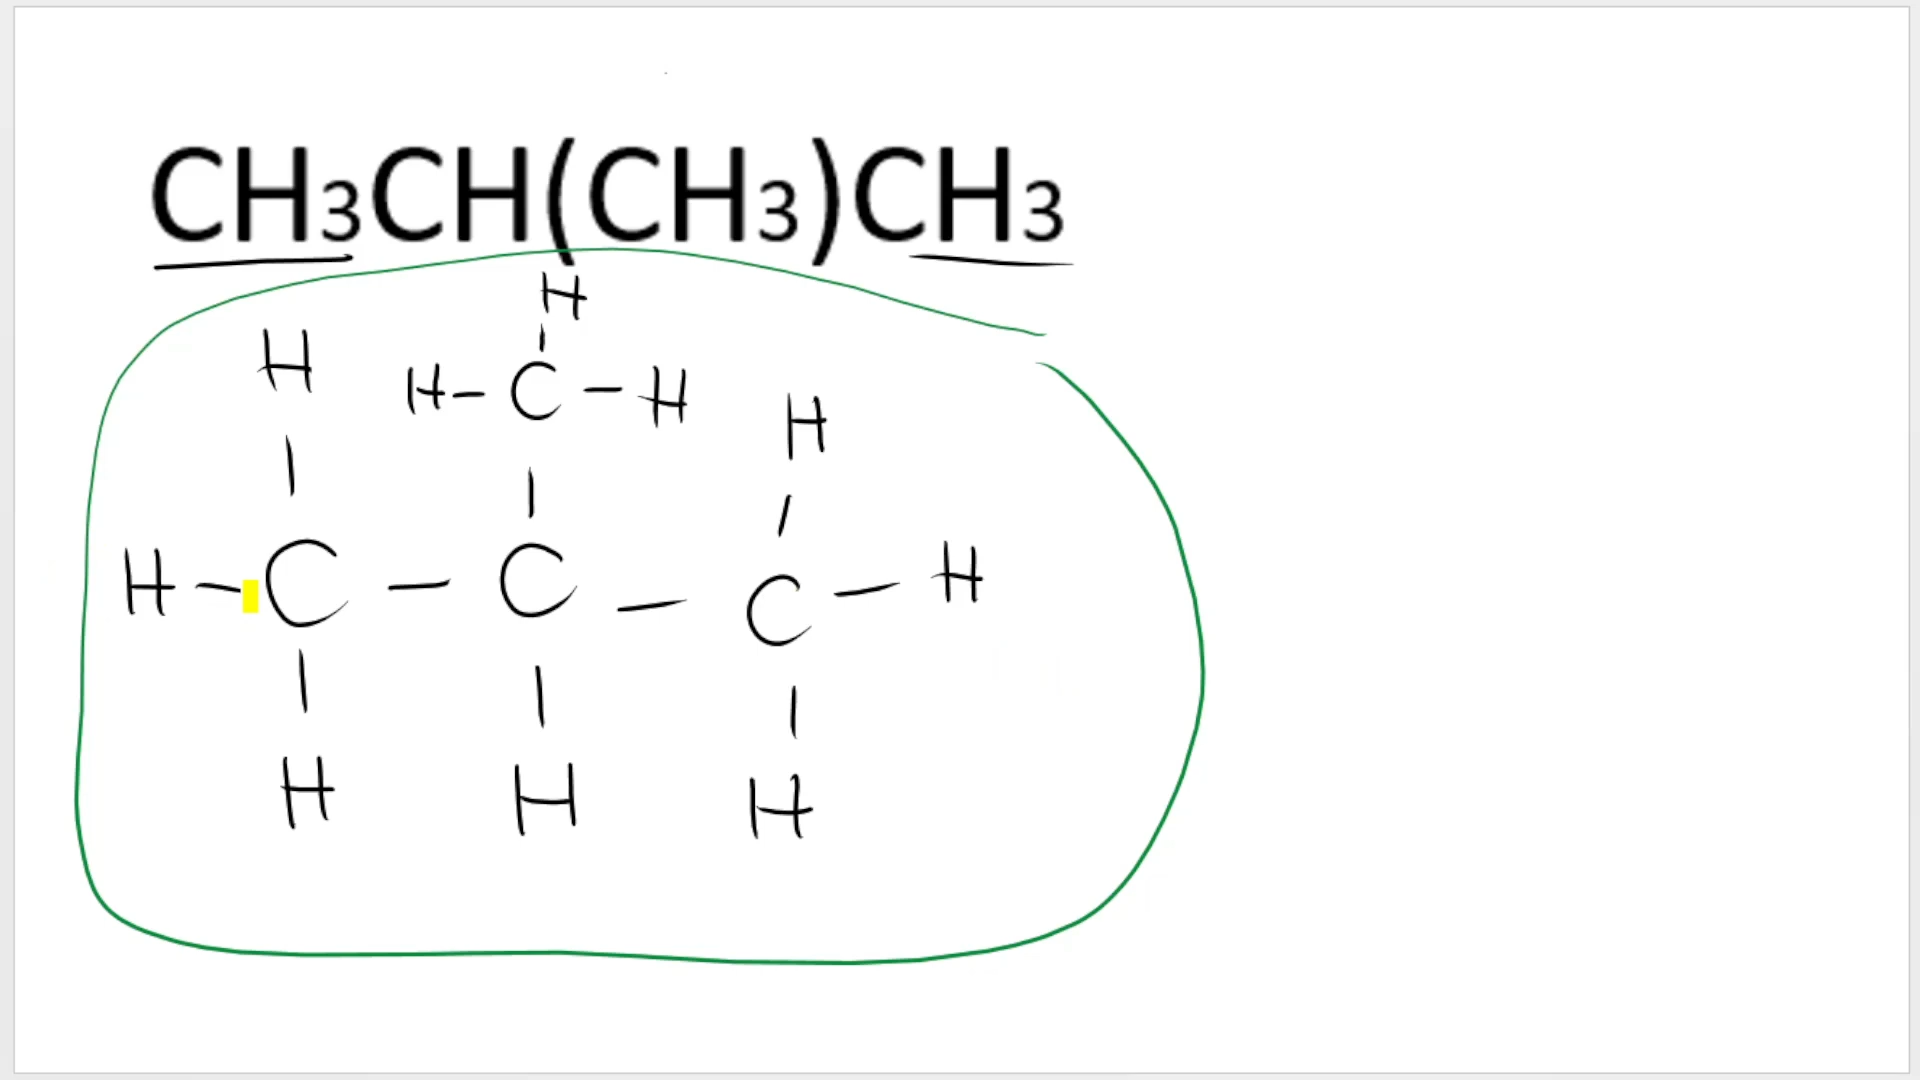 CH3CH(CH3)CH3
H
H
H-C-H
H
H-C-C-C-H
H H H